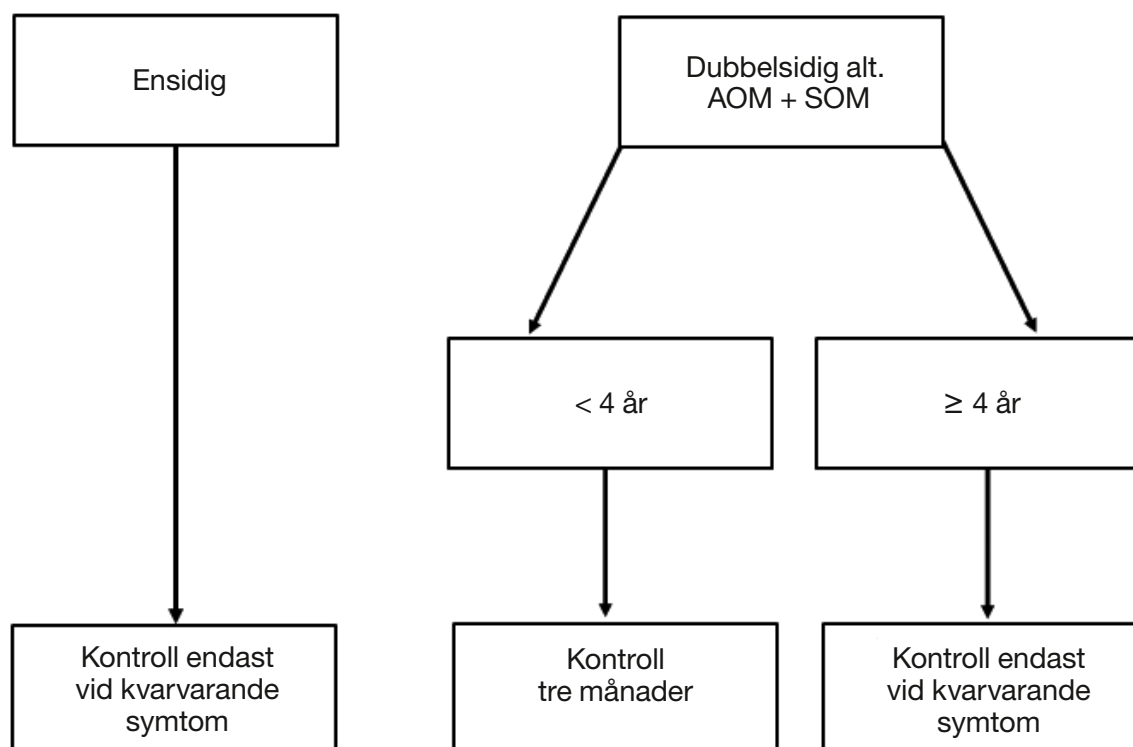 Ensidig
Dubbelsidig alt.
AOM + SOM
< 4 år
≥ 4 år
Kontroll endast
vid kvarvarande
symtom
Kontroll
tre månader
Kontroll endast
vid kvarvarande
symtom